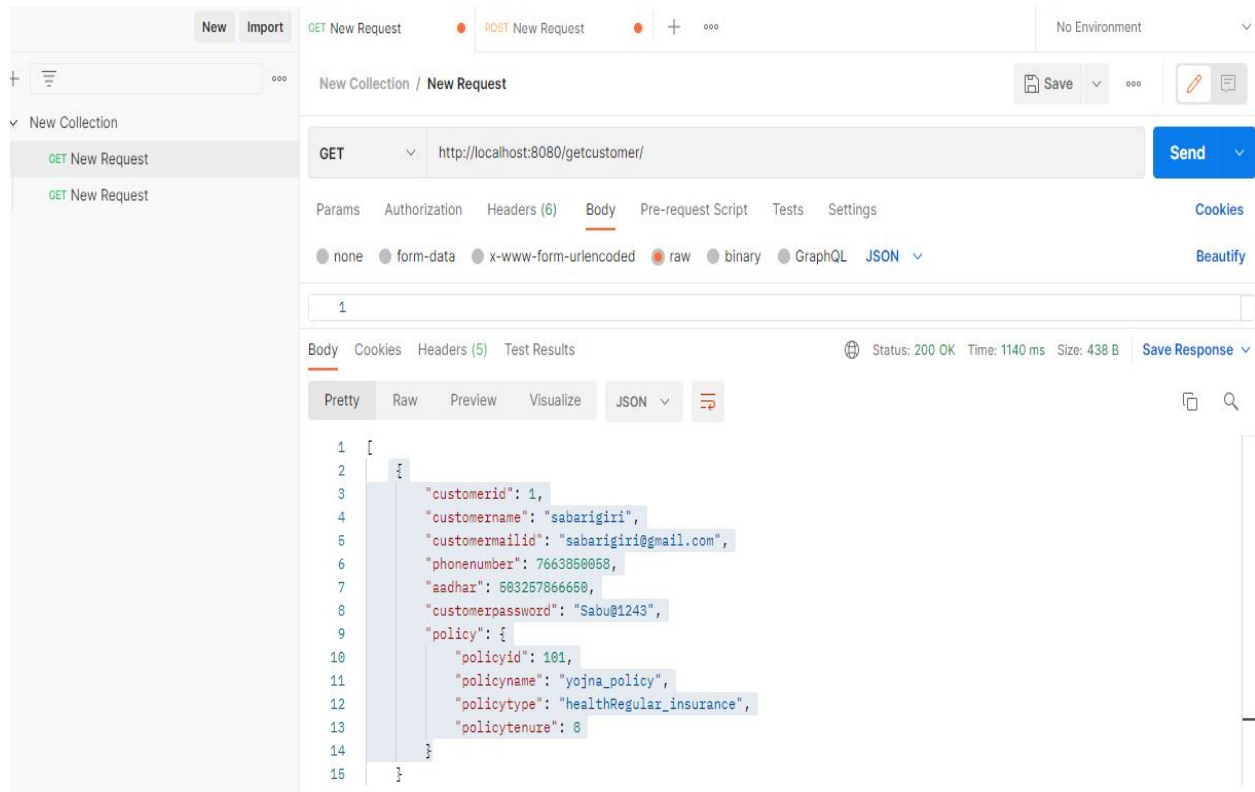 New Import GET New Request POST New Request No Environment
New Collection / New Request Save
New Collection
GET New Request
GET New Request
GET http://localhost:8080/getcustomer/ Send
Params Authorization Headers (6) Body Pre-request Script Tests Settings Cookies
none form-data x-www-form-urlencoded raw binary GraphQL JSON Beautify
1
Body Cookies Headers (5) Test Results Status: 200 OK Time: 1140 ms Size: 438 B Save Response
Pretty Raw Preview Visualize JSON
1 [
2 {
3 "customerid": 1,
4 "customername": "sabarigiri",
5 "customermailid": "sabarigiri@gmail.com",
6 "phonenumber": 7663850058,
7 "aadhar": 503257866650,
8 "customerpassword": "Sabu@1243",
9 "policy": {
10 "policyid": 101,
11 "policyname": "yojna_policy",
12 "policytype": "healthRegular_insurance",
13 "policytenure": 8
14 }
15 }